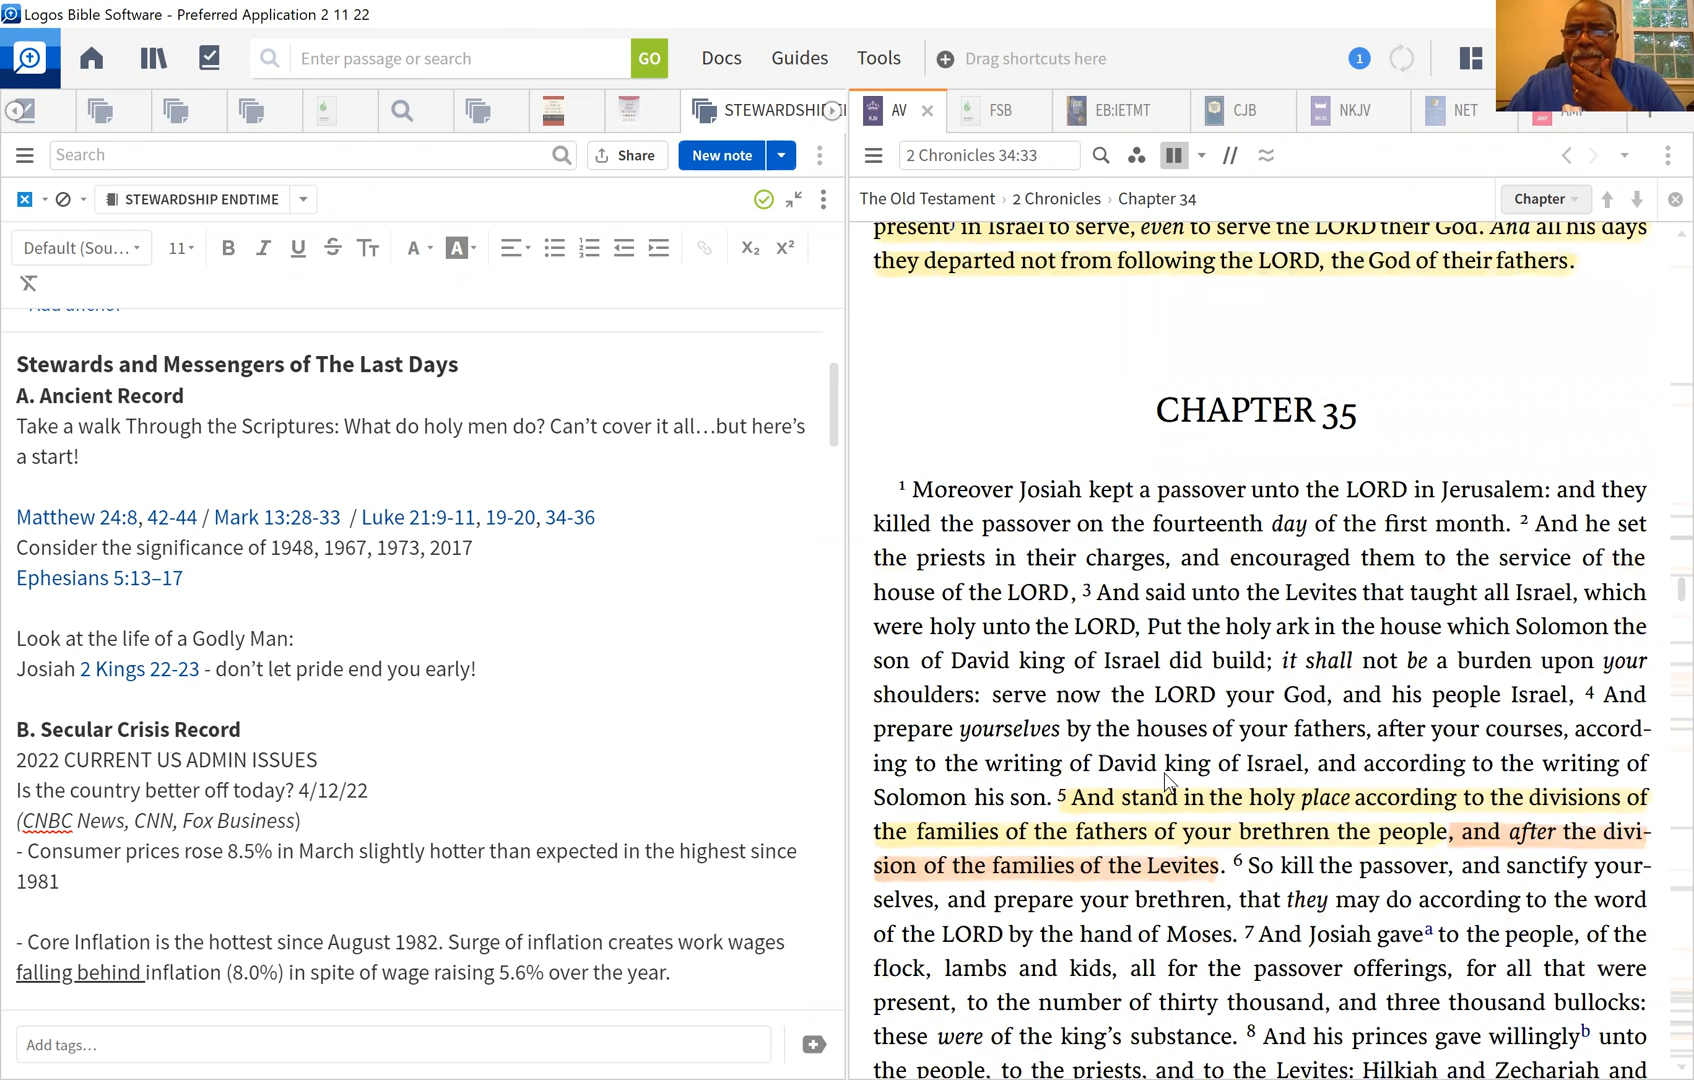 Logos Bible Software - Preferred Application 2 11 22
Enter passage or search
GO
Docs
Guides
Tools
Drag shortcuts here
1
STEWARDSHIP
AV
FSB
EB:IETMT
CJB
NKJV
NET
Search
Share
New note
2 Chronicles 34:33
STEWARDSHIP ENDTIME
The Old Testament › 2 Chronicles › Chapter 34
Chapter
Default (Sou...
11
B I U S TT A A X₂ X²
Add anchor
Stewards and Messengers of The Last Days
A. Ancient Record
Take a walk Through the Scriptures: What do holy men do? Can’t cover it all…but here’s
a start!
Matthew 24:8, 42-44 / Mark 13:28-33 / Luke 21:9-11, 19-20, 34-36
Consider the significance of 1948, 1967, 1973, 2017
Ephesians 5:13–17
Look at the life of a Godly Man:
Josiah 2 Kings 22-23 - don’t let pride end you early!
B. Secular Crisis Record
2022 CURRENT US ADMIN ISSUES
Is the country better off today? 4/12/22
(CNBC News, CNN, Fox Business)
- Consumer prices rose 8.5% in March slightly hotter than expected in the highest since
1981
- Core Inflation is the hottest since August 1982. Surge of inflation creates work wages
falling behind inflation (8.0%) in spite of wage raising 5.6% over the year.
Add tags…
present in Israel to serve, even to serve the LORD their God. And all his days
they departed not from following the LORD, the God of their fathers.
CHAPTER 35
1 Moreover Josiah kept a passover unto the LORD in Jerusalem: and they
killed the passover on the fourteenth day of the first month. 2 And he set
the priests in their charges, and encouraged them to the service of the
house of the LORD, 3 And said unto the Levites that taught all Israel, which
were holy unto the LORD, Put the holy ark in the house which Solomon the
son of David king of Israel did build; it shall not be a burden upon your
shoulders: serve now the LORD your God, and his people Israel, 4 And
prepare yourselves by the houses of your fathers, after your courses, accord-
ing to the writing of David king of Israel, and according to the writing of
Solomon his son. 5 And stand in the holy place according to the divisions of
the families of the fathers of your brethren the people, and after the divi-
sion of the families of the Levites. 6 So kill the passover, and sanctify your-
selves, and prepare your brethren, that they may do according to the word
of the LORD by the hand of Moses. 7 And Josiah gave a to the people, of the
flock, lambs and kids, all for the passover offerings, for all that were
present, to the number of thirty thousand, and three thousand bullocks:
these were of the king’s substance. 8 And his princes gave willingly b unto
the people, to the priests, and to the Levites: Hilkiah and Zechariah and